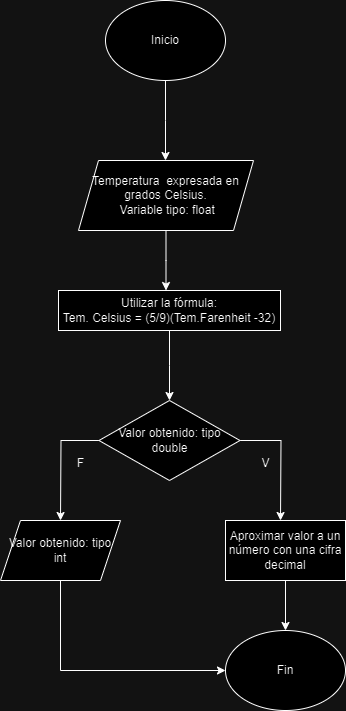 Inicio
Temperatura expresada en
grados Celsius.
Variable tipo: float
Utilizar la fórmula:
Tem. Celsius = (5/9)(Tem.Farenheit -32)
Valor obtenido: tipo
double
F
V
Valor obtenido: tipo
int
Aproximar valor a un
número con una cifra
decimal
Fin